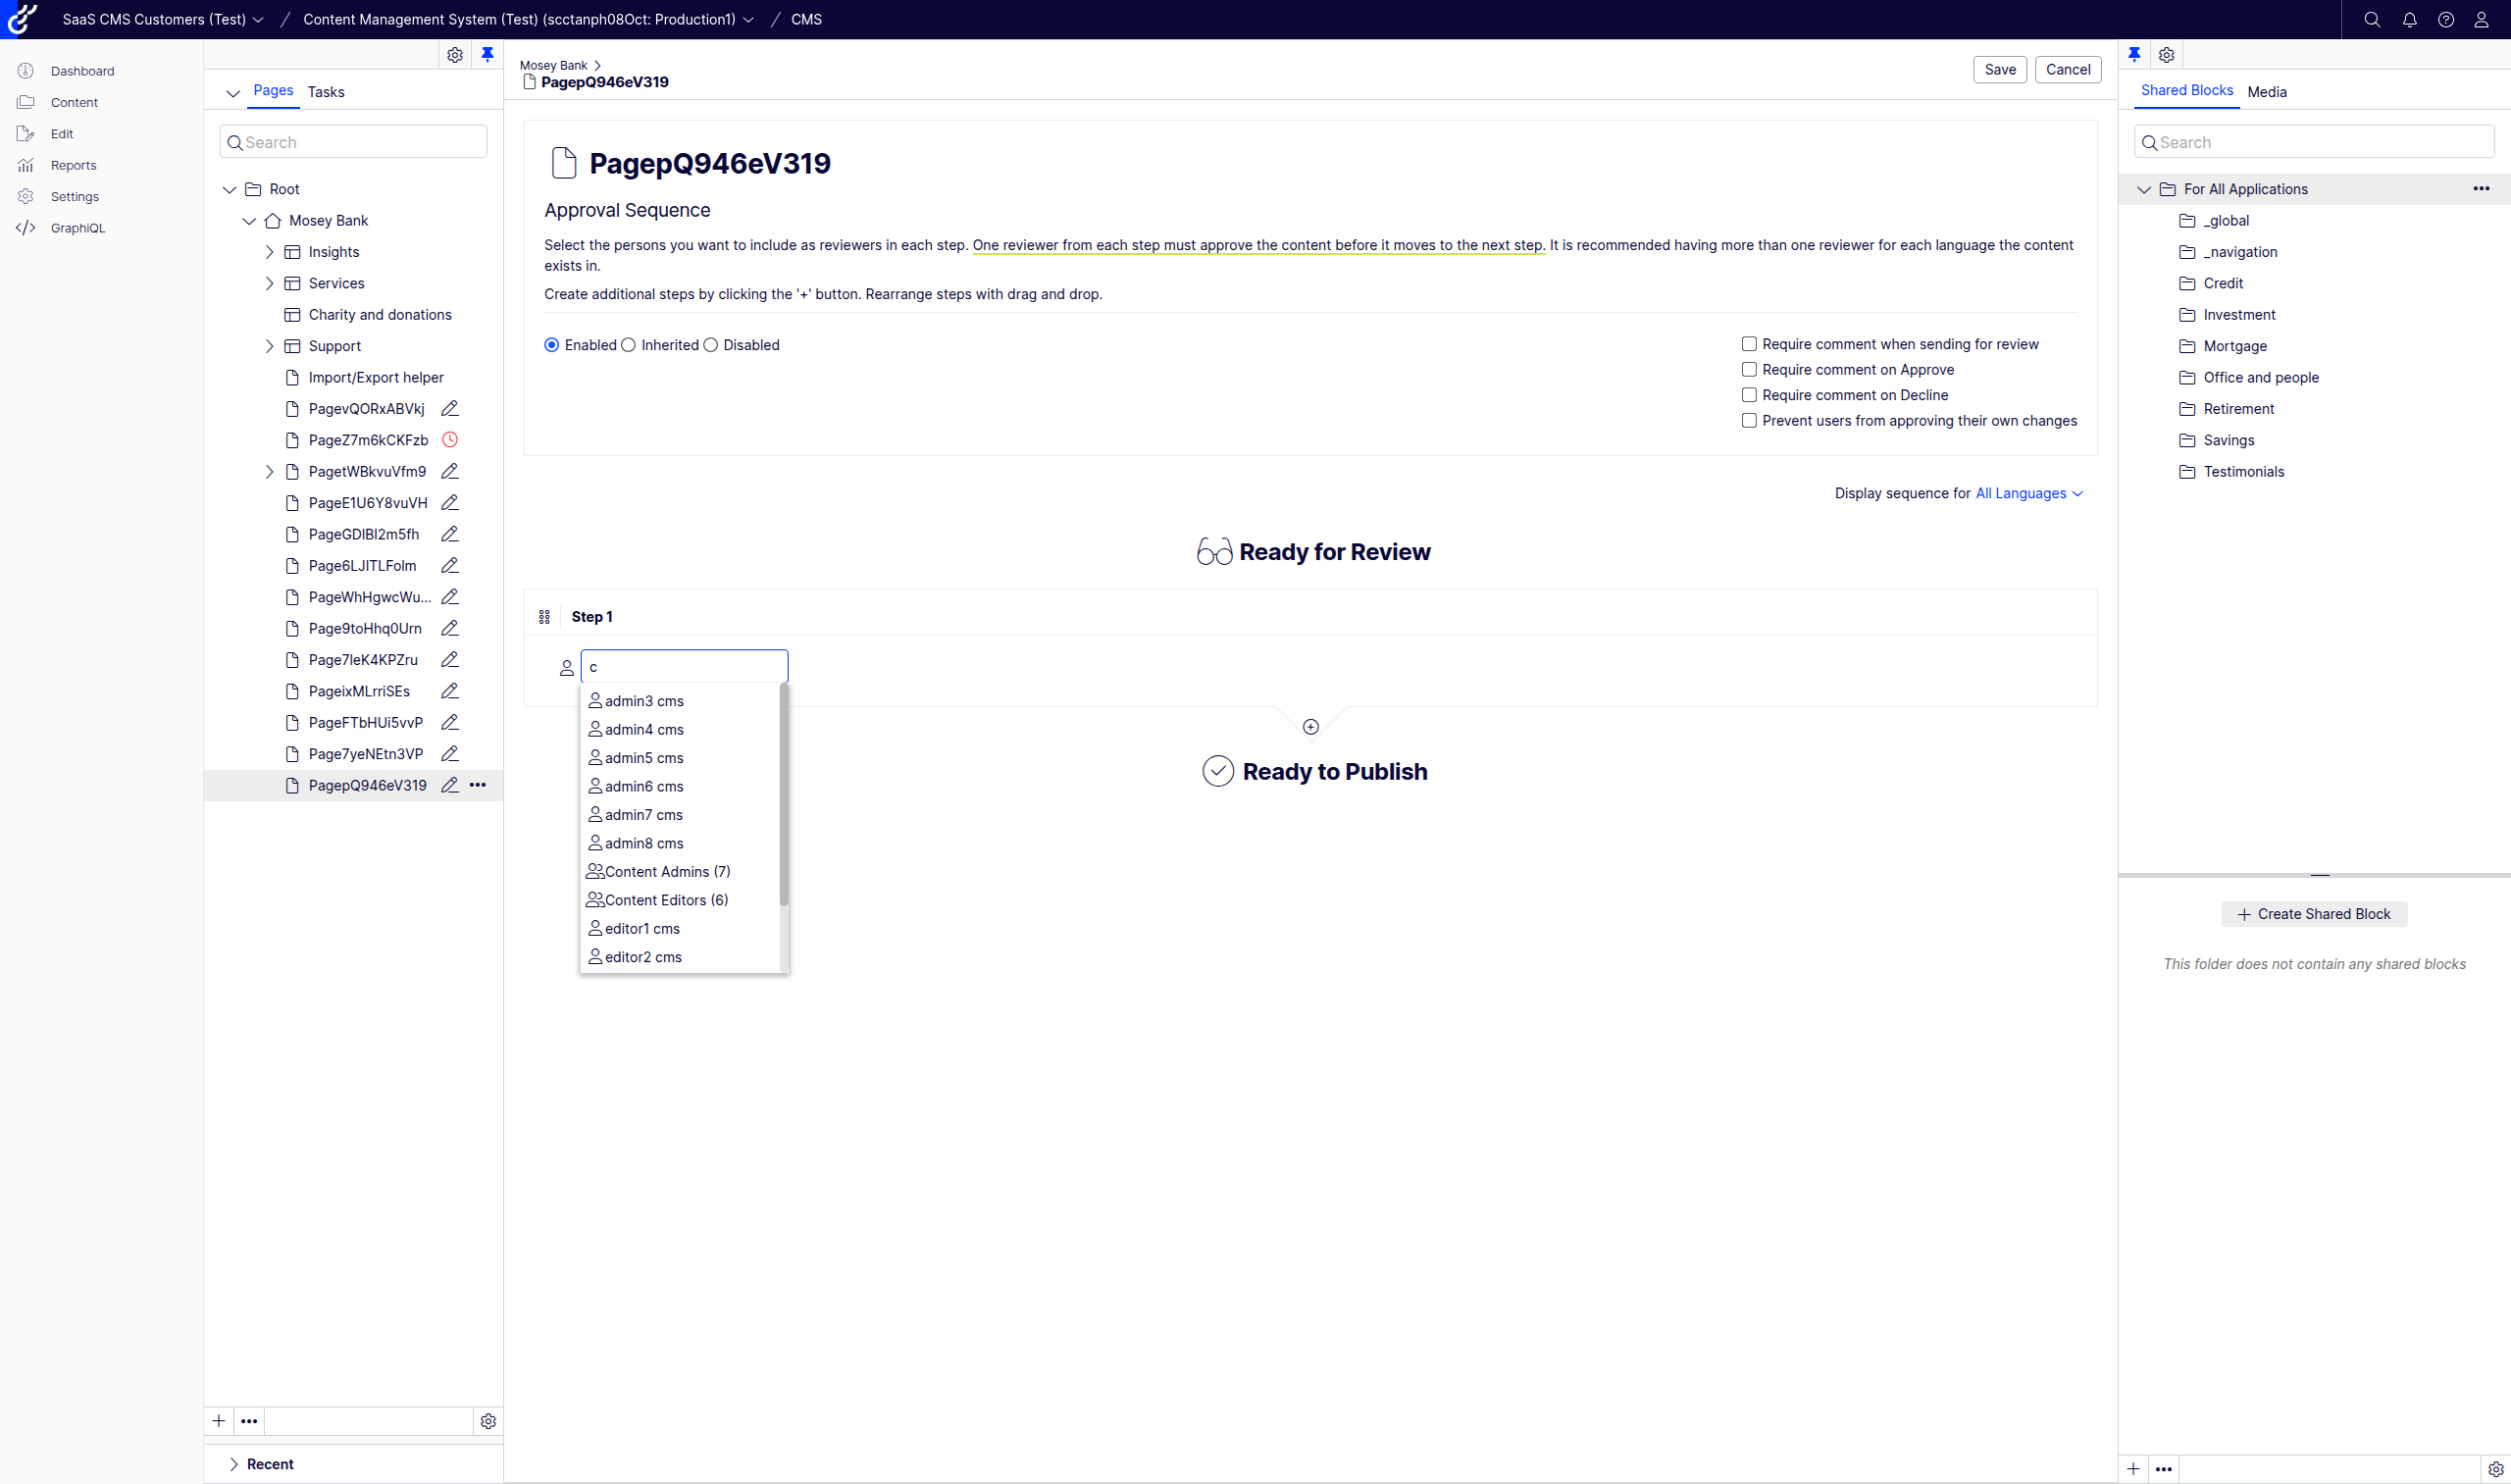 SaaS CMS Customers (Test) / Content Management System (Test) (scctanph08Oct: Production1) / CMS
Dashboard
Content
Edit
Reports
Settings
GraphiQL
Pages Tasks
Search
Root
Mosey Bank
Insights
Services
Charity and donations
Support
Import/Export helper
PagevQORxABVkj
PageZ7m6kCKFzb
PagetWBkvuVfm9
PageE1U6Y8vuVH
PageGDIBI2m5fh
Page6LJITLFolm
PageWhHgwcWu...
Page9toHhq0Urn
Page7IeK4KPZru
PageixMLrriSEs
PageFTbHUi5vvP
Page7yeNEtn3VP
PagepQ946eV319
Recent
Mosey Bank
PagepQ946eV319
Save Cancel
PagepQ946eV319
Approval Sequence
Select the persons you want to include as reviewers in each step. One reviewer from each step must approve the content before it moves to the next step. It is recommended having more than one reviewer for each language the content
exists in.
Create additional steps by clicking the '+' button. Rearrange steps with drag and drop.
Enabled Inherited Disabled
Require comment when sending for review
Require comment on Approve
Require comment on Decline
Prevent users from approving their own changes
Display sequence for All Languages
Ready for Review
Step 1
c
admin3 cms
admin4 cms
admin5 cms
admin6 cms
admin7 cms
admin8 cms
Content Admins (7)
Content Editors (6)
editor1 cms
editor2 cms
Ready to Publish
Shared Blocks Media
Search
For All Applications
_global
_navigation
Credit
Investment
Mortgage
Office and people
Retirement
Savings
Testimonials
Create Shared Block
This folder does not contain any shared blocks